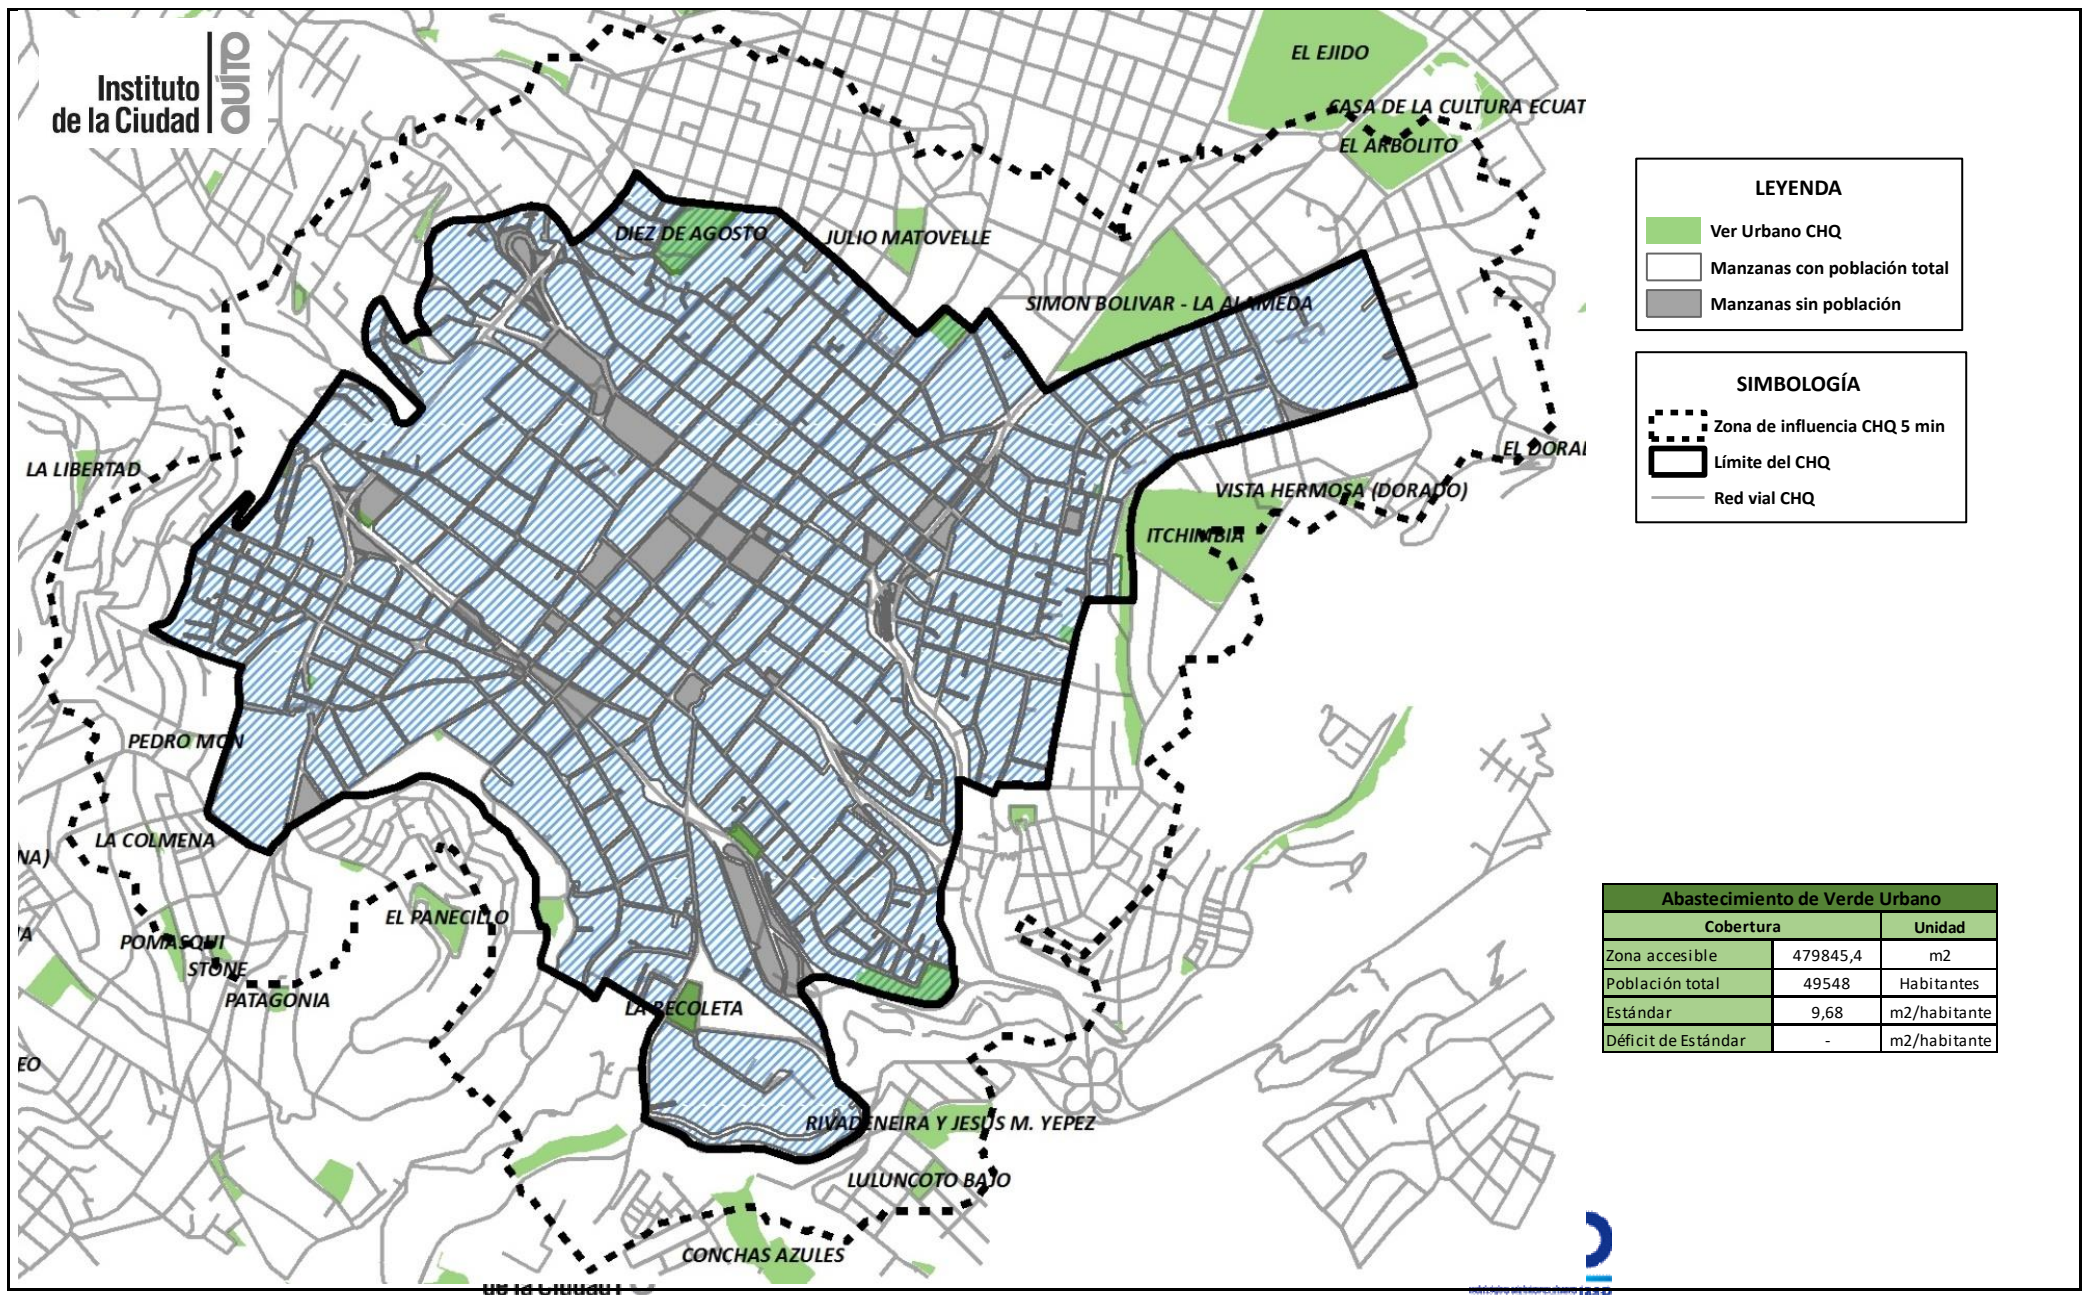 Instituto
de la Ciudad
QUITO
EL EJIDO
CASA DE LA CULTURA ECUAT
EL ARBOLITO
DIEZ DE AGOSTO
JULIO MATOVELLE
SIMON BOLIVAR - LA ALAMEDA
LA LIBERTAD
EL DORAL
VISTA HERMOSA (DORADO)
ITCHIMBIA
PEDRO MON
LA COLMENA
NA)
EL PANECILLO
POMASQUI
STONE
PATAGONIA
LA RECOLETA
EO
RIVADENEIRA Y JESUS M. YEPEZ
LULUNCOTO BAJO
CONCHAS AZULES
LEYENDA
Ver Urbano CHQ
Manzanas con población total
Manzanas sin población
SIMBOLOGÍA
Zona de influencia CHQ 5 min
Límite del CHQ
Red vial CHQ
Abastecimiento de Verde Urbano
Cobertura Unidad
Zona accesible 479845,4 m2
Población total 49548 Habitantes
Estándar 9,68 m2/habitante
Déficit de Estándar - m2/habitante
de la Ciudad